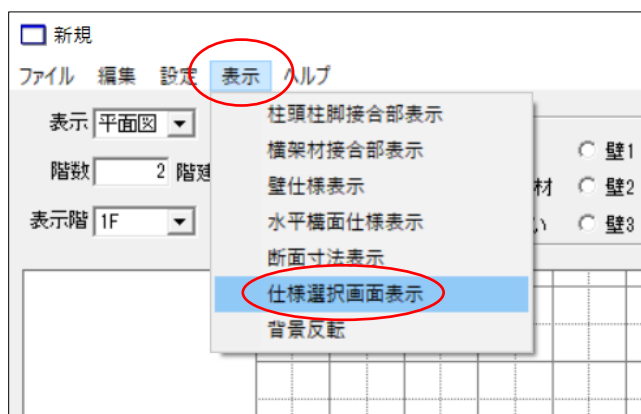 新規
ファイル 編集 設定 表示 ヘルプ
表示 平面図
階数 2 階建
表示階 1F
柱頭柱脚接合部表示
横架材接合部表示
壁仕様表示
水平構面仕様表示
断面寸法表示
仕様選択画面表示
背景反転
壁1
材 壁2
い 壁3